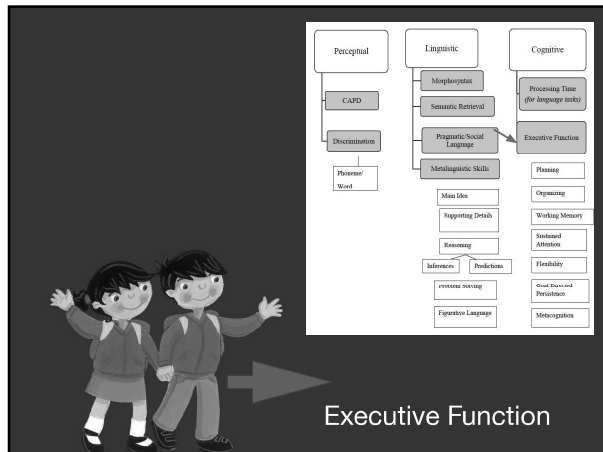 Perceptual
Linguistic
Cognitive
CAPD
Discrimination
Phoneme/
Word
Morphosyntax
Semantic Retrieval
Pragmatic/Social
Language
Metalinguistic Skills
Main Idea
Supporting Details
Reasoning
Inferences
Predictions
Problem Solving
Figurative Language
Processing Time
(for language tasks)
Executive Function
Planning
Organizing
Working Memory
Sustained
Attention
Flexibility
Goal Directed
Persistence
Metacognition
Executive Function